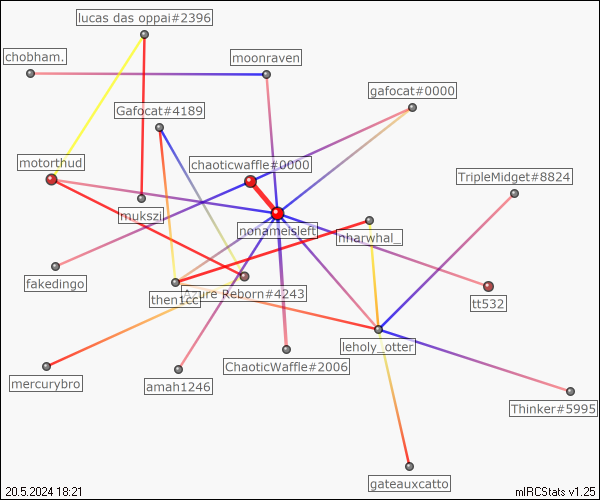 lucas das oppai#2396
chobham.
moonraven
gafocat#0000
Gafocat#4189
motorthud
chaoticwaffle#0000
TripleMidget#8824
mukszi
nonameisleft
nharwhal_
fakedingo
then1cc
Azure Reborn#4243
tt532
leholy_otter
ChaoticWaffle#2006
mercurybro
amah1246
Thinker#5995
gateauxcatto
20.5.2024 18:21
mIRCStats v1.25